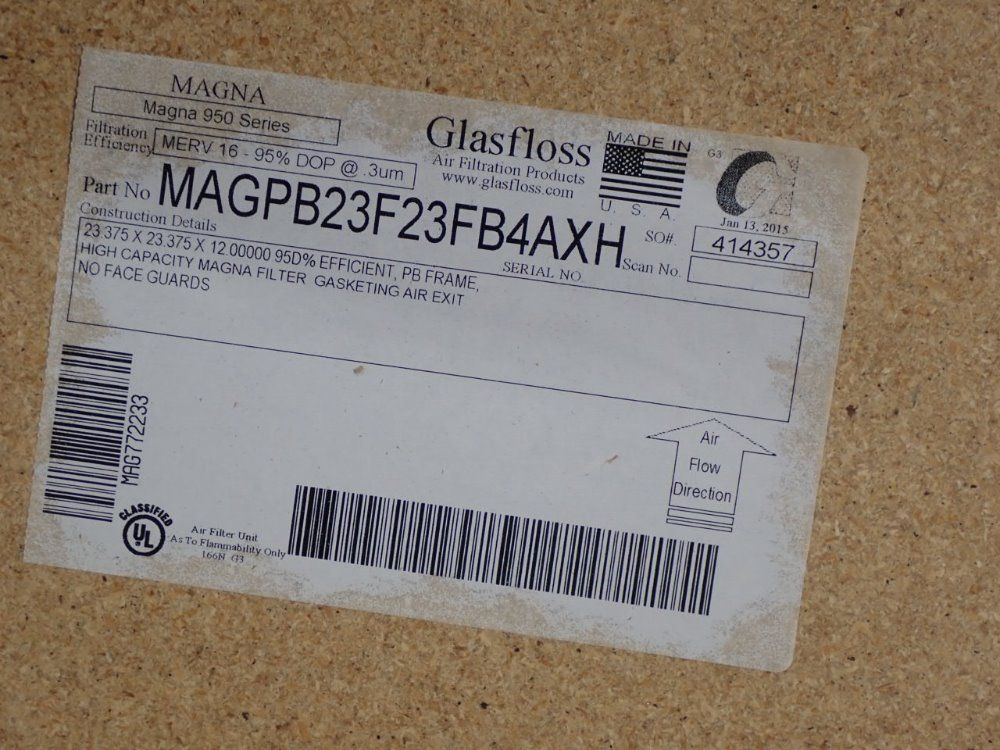 MAGNA
Magna 950 Series
Filtration Efficiency MERV 16 - 95% DOP @ .3um
Glasfloss
Air Filtration Products
www.glasfloss.com
MADE IN
U. S. A.
G3
Jan 13, 2015
Part No MAGPB23F23FB4AXH
SO#. 414357
SERIAL NO
Scan No.
Construction Details
23.375 X 23.375 X 12.00000 95D% EFFICIENT, PB FRAME,
HIGH CAPACITY MAGNA FILTER GASKETING AIR EXIT
NO FACE GUARDS
MAG772233
Air
Flow
Direction
CLASSIFIED
UL
Air Filter Unit
As To Flammability Only
166N G3